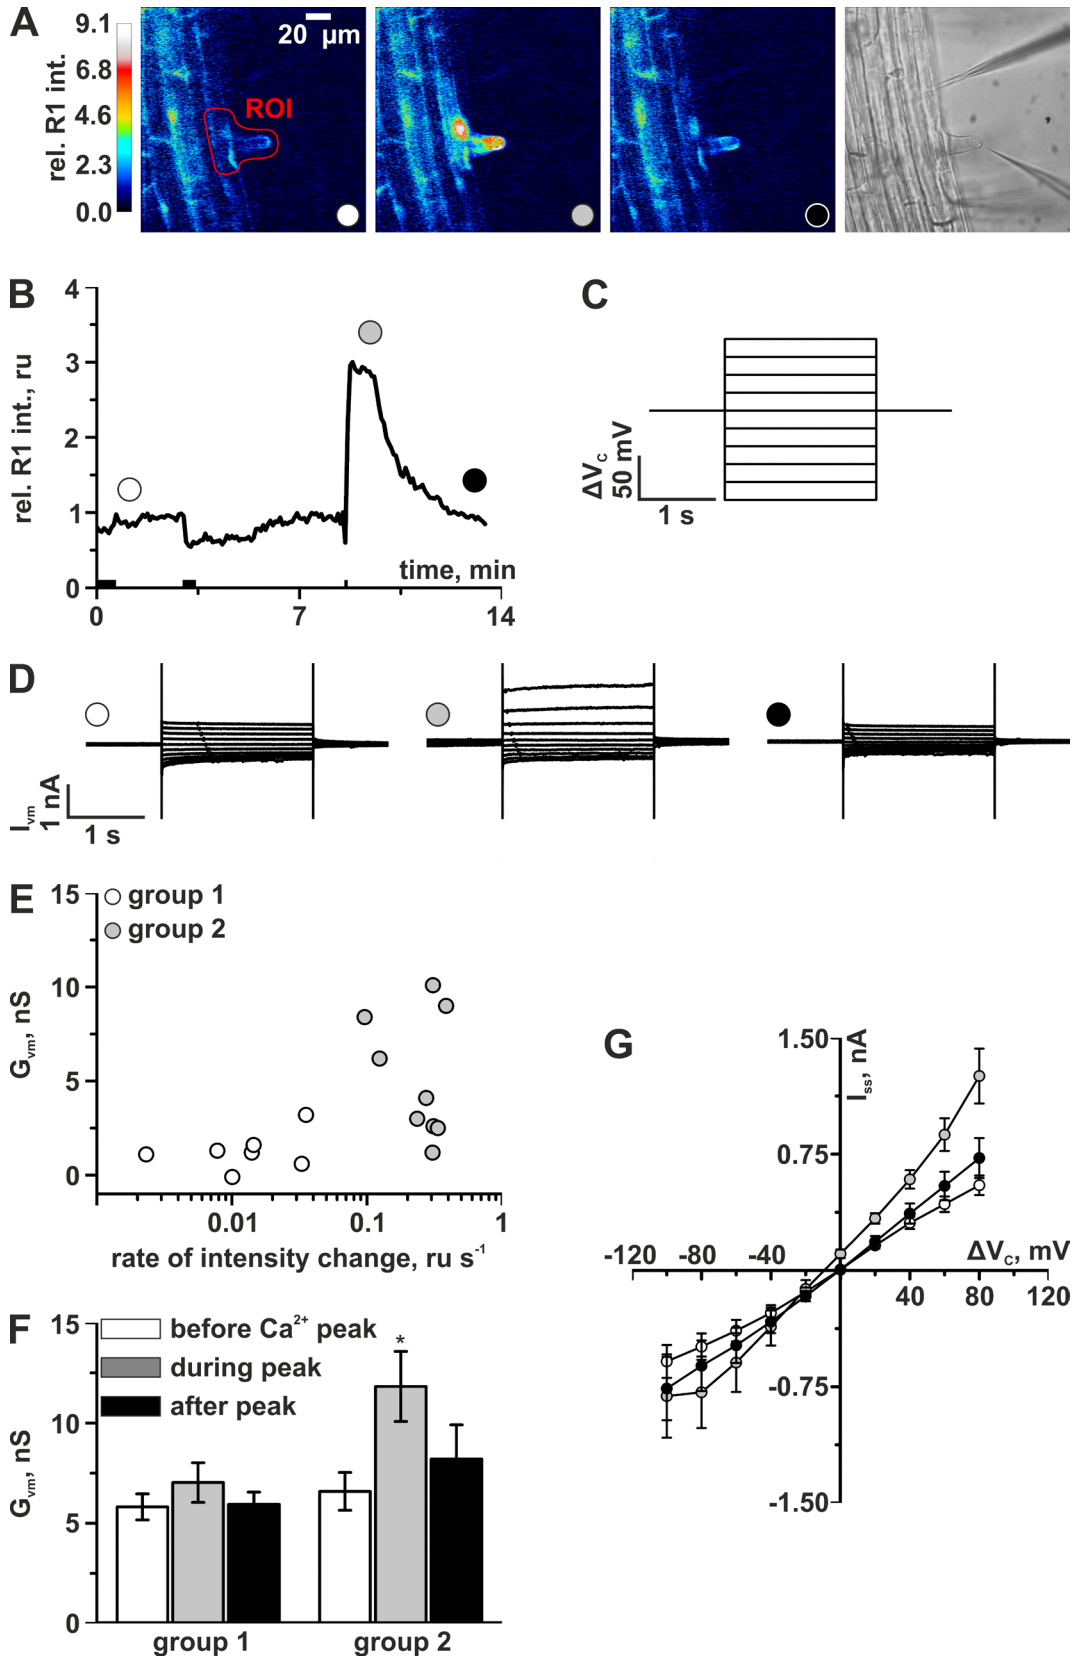 A
rel. R1 int.
9.1
6.8
4.6
2.3
0.0
20 µm
ROI
B
rel. R1 int., ru
4
3
2
1
0
time, min
0
7
14
C
ΔVC
50 mV
1 s
D
Ivm
1 nA
1 s
E
Gvm, nS
15
10
5
0
group 1
group 2
0.01
0.1
1
rate of intensity change, ru s-1
F
Gvm, nS
15
10
5
0
before Ca2+ peak
during peak
after peak
*
group 1
group 2
G
1.50
Iss, nA
0.75
-120
-80
-40
ΔVC, mV
40
80
120
-0.75
-1.50